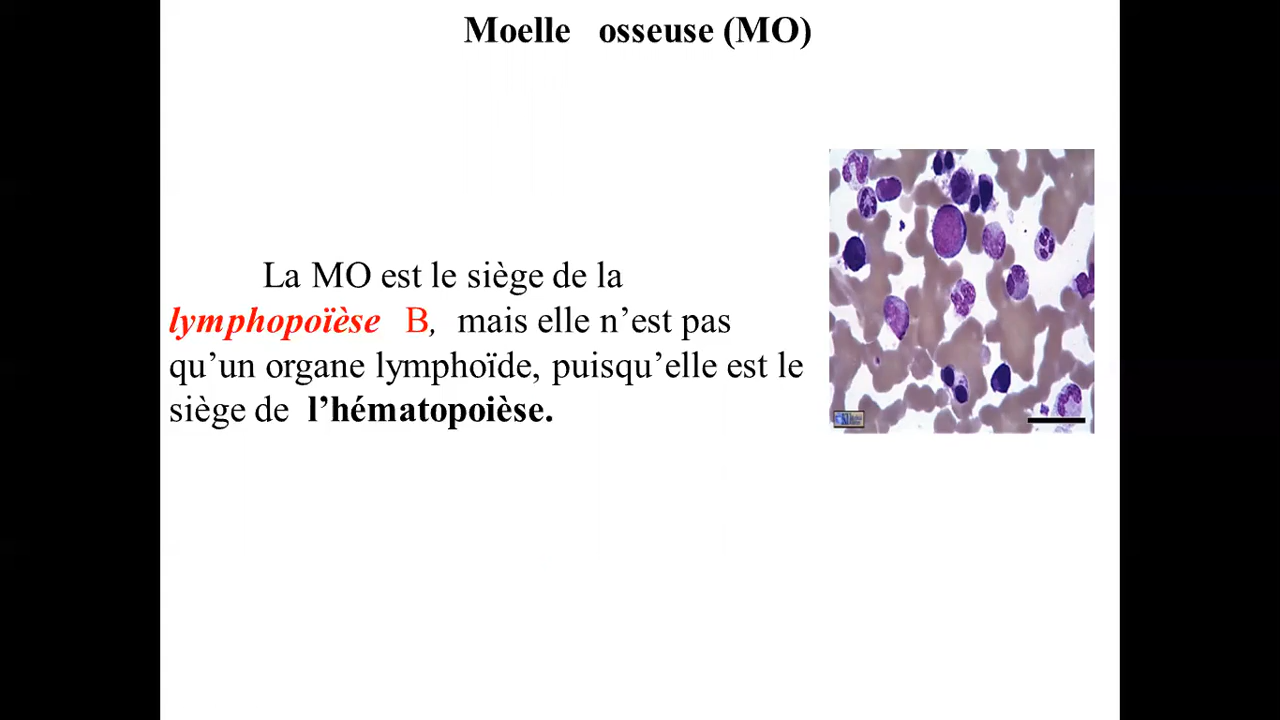 Moelle osseuse (MO)
La MO est le siège de la
lymphopoïèse B, mais elle n’est pas
qu’un organe lymphoïde, puisqu’elle est le
siège de l’hématopoièse.